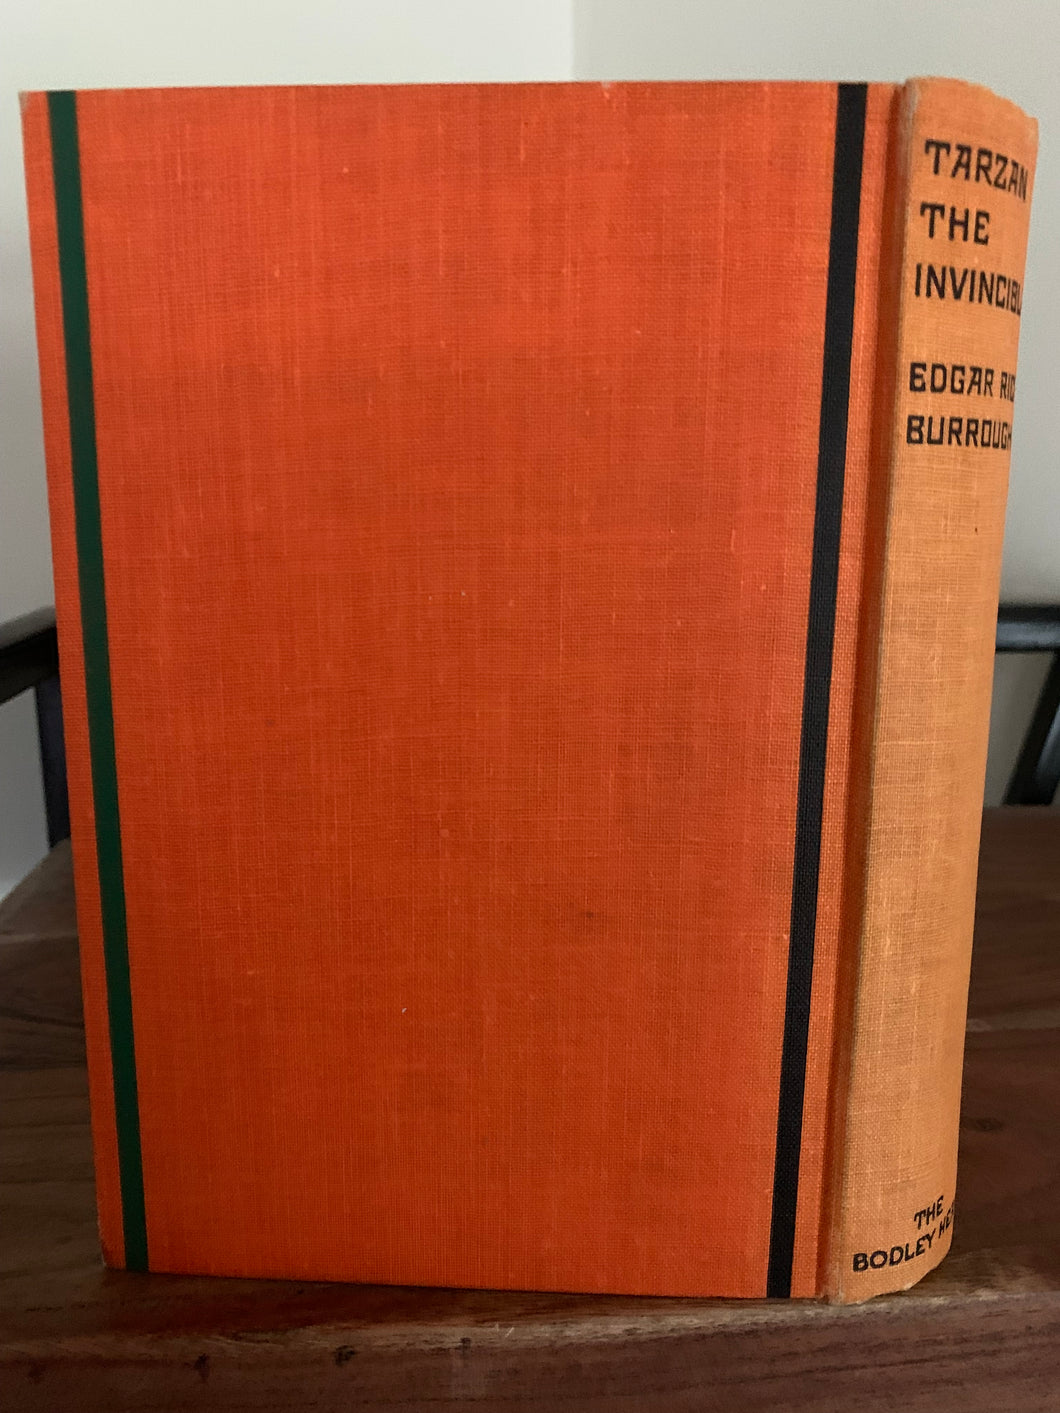 TARZAN
THE
INVINCIBL
EDGAR RIC
BURROUGH
THE
BODLEY HE